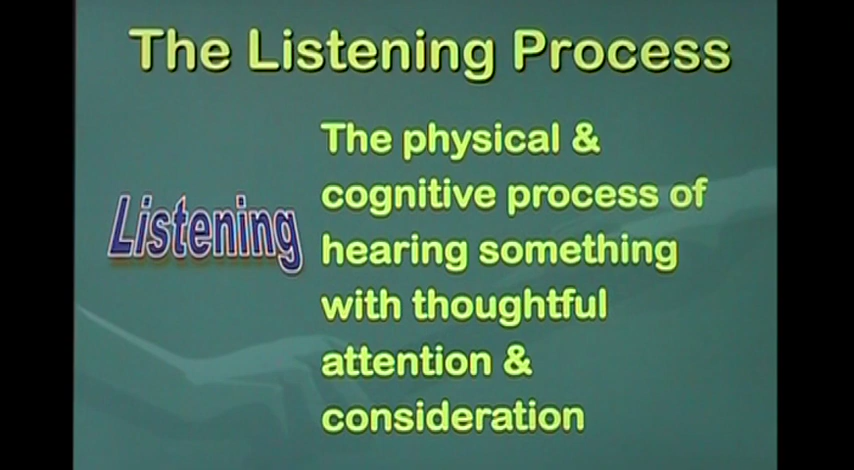 The Listening Process
Listening
The physical &
cognitive process of
hearing something
with thoughtful
attention &
consideration